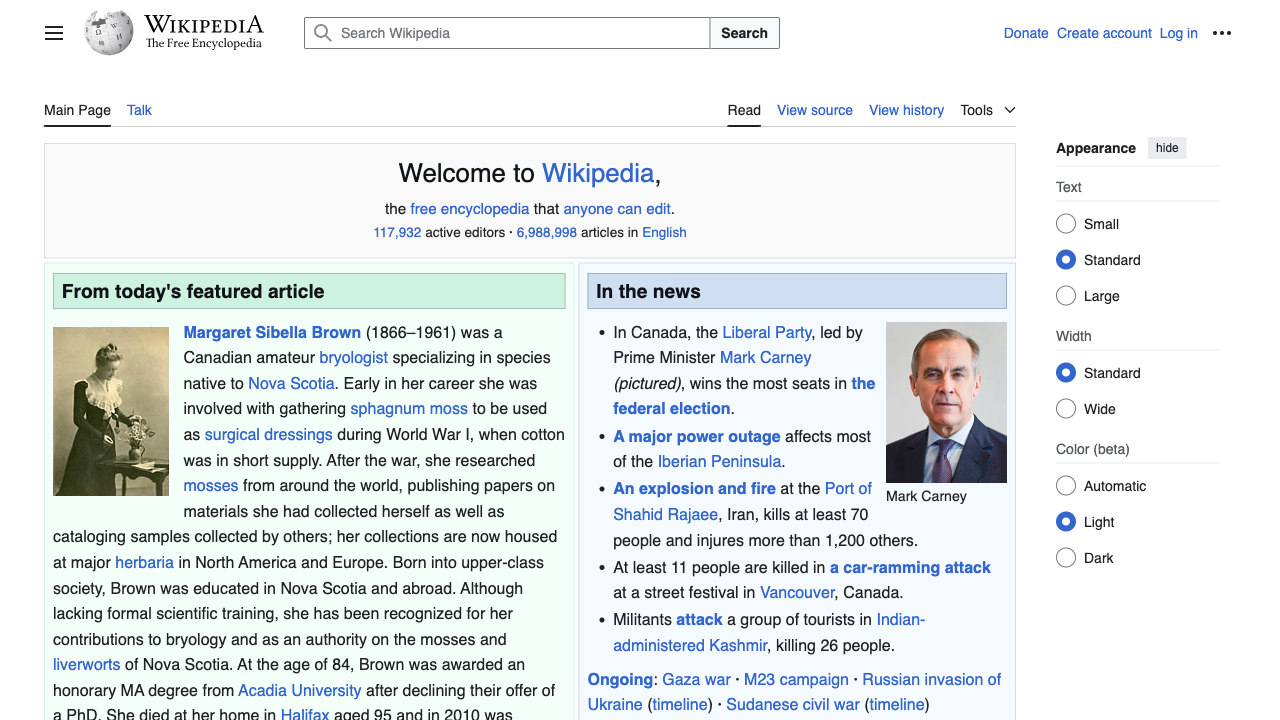 WIKIPEDIA
The Free Encyclopedia
Search Wikipedia
Search
Donate Create account Log in
Main Page Talk
Read View source View history Tools
Welcome to Wikipedia,
the free encyclopedia that anyone can edit.
117,932 active editors · 6,988,998 articles in English
From today's featured article
Margaret Sibella Brown (1866–1961) was a
Canadian amateur bryologist specializing in species
native to Nova Scotia. Early in her career she was
involved with gathering sphagnum moss to be used
as surgical dressings during World War I, when cotton
was in short supply. After the war, she researched
mosses from around the world, publishing papers on
materials she had collected herself as well as
cataloging samples collected by others; her collections are now housed
at major herbaria in North America and Europe. Born into upper-class
society, Brown was educated in Nova Scotia and abroad. Although
lacking formal scientific training, she has been recognized for her
contributions to bryology and as an authority on the mosses and
liverworts of Nova Scotia. At the age of 84, Brown was awarded an
honorary MA degree from Acadia University after declining their offer of
a PhD. She died at her home in Halifax aged 95 and in 2010 was
In the news
In Canada, the Liberal Party, led by
Prime Minister Mark Carney
(pictured), wins the most seats in the
federal election.
A major power outage affects most
of the Iberian Peninsula.
An explosion and fire at the Port of
Shahid Rajaee, Iran, kills at least 70
people and injures more than 1,200 others.
At least 11 people are killed in a car-ramming attack
at a street festival in Vancouver, Canada.
Militants attack a group of tourists in Indian-
administered Kashmir, killing 26 people.
Mark Carney
Ongoing: Gaza war · M23 campaign · Russian invasion of
Ukraine (timeline) · Sudanese civil war (timeline)
Appearance hide
Text
Small
Standard
Large
Width
Standard
Wide
Color (beta)
Automatic
Light
Dark